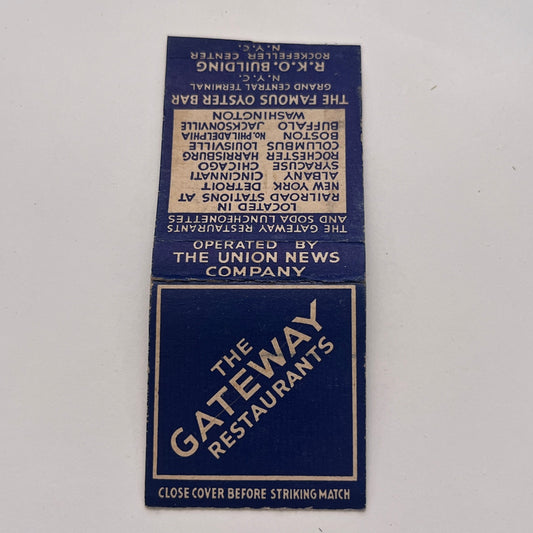 THE GATEWAY RESTAURANTS
AND SODA LUNCHEONETTES
LOCATED IN
RAILROAD STATIONS AT
NEW YORK DETROIT
ALBANY CINCINNATI
SYRACUSE CHICAGO
ROCHESTER HARRISBURG
COLUMBUS LOUISVILLE
BOSTON No. PHILADELPHIA
BUFFALO JACKSONVILLE
WASHINGTON
THE FAMOUS OYSTER BAR
GRAND CENTRAL TERMINAL
N.Y.C.
R.K.O. BUILDING
ROCKEFELLER CENTER
N.Y.C.
OPERATED BY
THE UNION NEWS
COMPANY
THE
GATEWAY
RESTAURANTS
CLOSE COVER BEFORE STRIKING MATCH